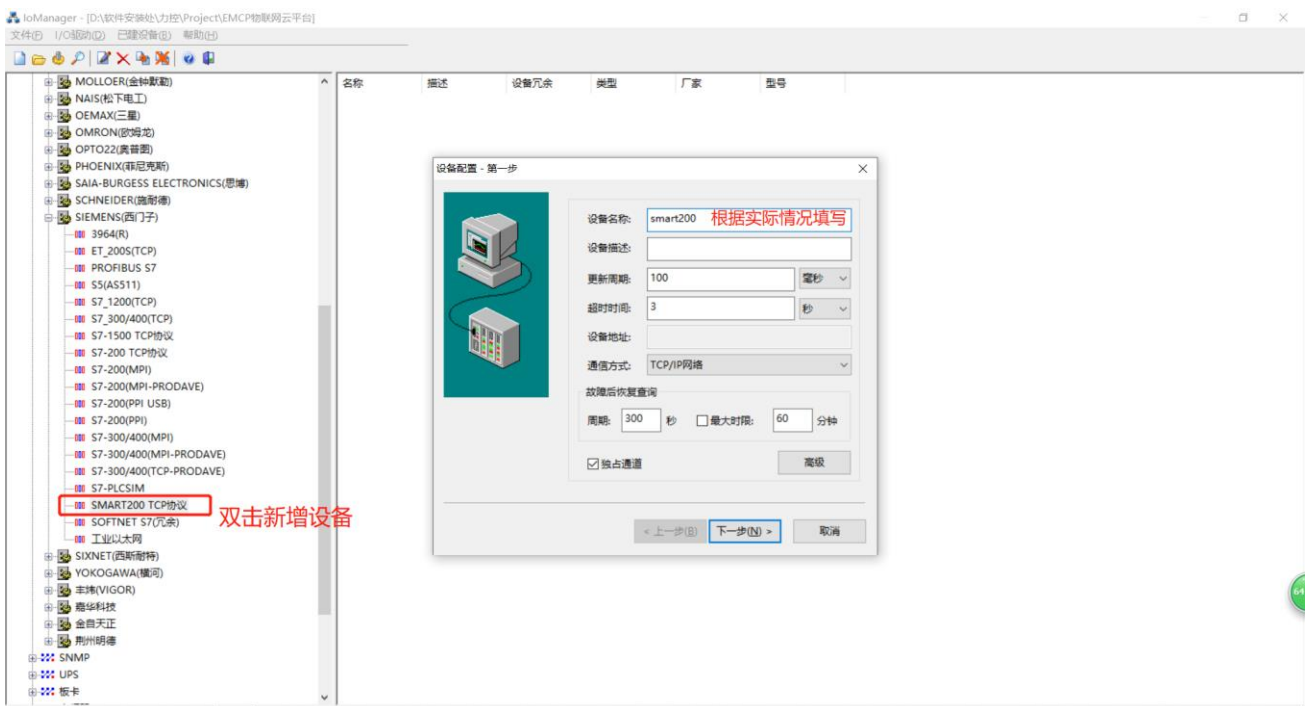 IoManager - [D:\软件安装处\力控\Project\EMCP物联网云平台]
文件(F) I/O驱动(D) 已建设备(B) 帮助(H)
MOLLOER(金钟默勒)
NAIS(松下电工)
OEMAX(三星)
OMRON(欧姆龙)
OPTO22(奥普图)
PHOENIX(菲尼克斯)
SAIA-BURGESS ELECTRONICS(思博)
SCHNEIDER(施耐德)
SIEMENS(西门子)
3964(R)
ET_200S(TCP)
PROFIBUS S7
S5(AS511)
S7_1200(TCP)
S7_300/400(TCP)
S7-1500 TCP协议
S7-200 TCP协议
S7-200(MPI)
S7-200(MPI-PRODAVE)
S7-200(PPI USB)
S7-200(PPI)
S7-300/400(MPI)
S7-300/400(MPI-PRODAVE)
S7-300/400(TCP-PRODAVE)
S7-PLCSIM
SMART200 TCP协议
双击新增设备
SOFTNET S7(冗余)
工业以太网
SIXNET(西斯耐特)
YOKOGAWA(横河)
丰炜(VIGOR)
嘉华科技
金自天正
荆州明德
SNMP
UPS
板卡
名称 描述 设备冗余 类型 厂家 型号
设备配置 - 第一步
设备名称: smart200 根据实际情况填写
设备描述:
更新周期: 100 毫秒
超时时间: 3 秒
设备地址:
通信方式: TCP/IP网络
故障后恢复查询
周期: 300 秒 最大时限: 60 分钟
独占通道 高级
< 上一步(B) 下一步(N) > 取消
64